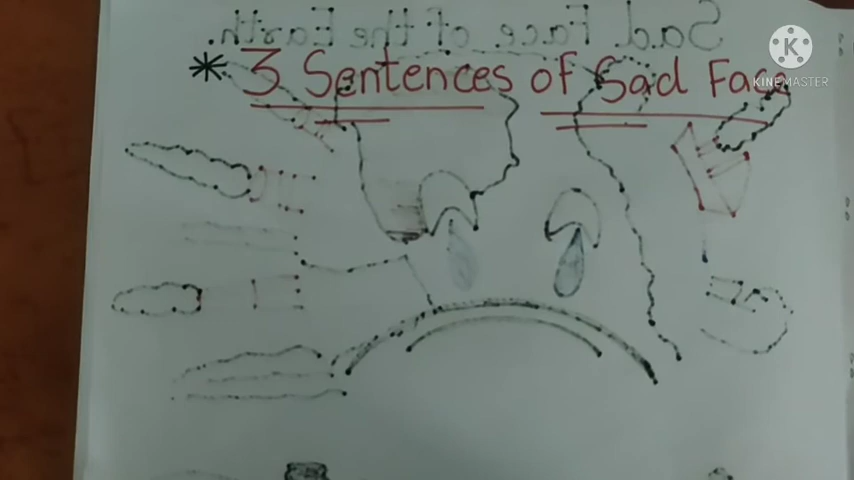 Sad Face of the Earth.
* 3 Sentences of Sad Face
KINEMASTER